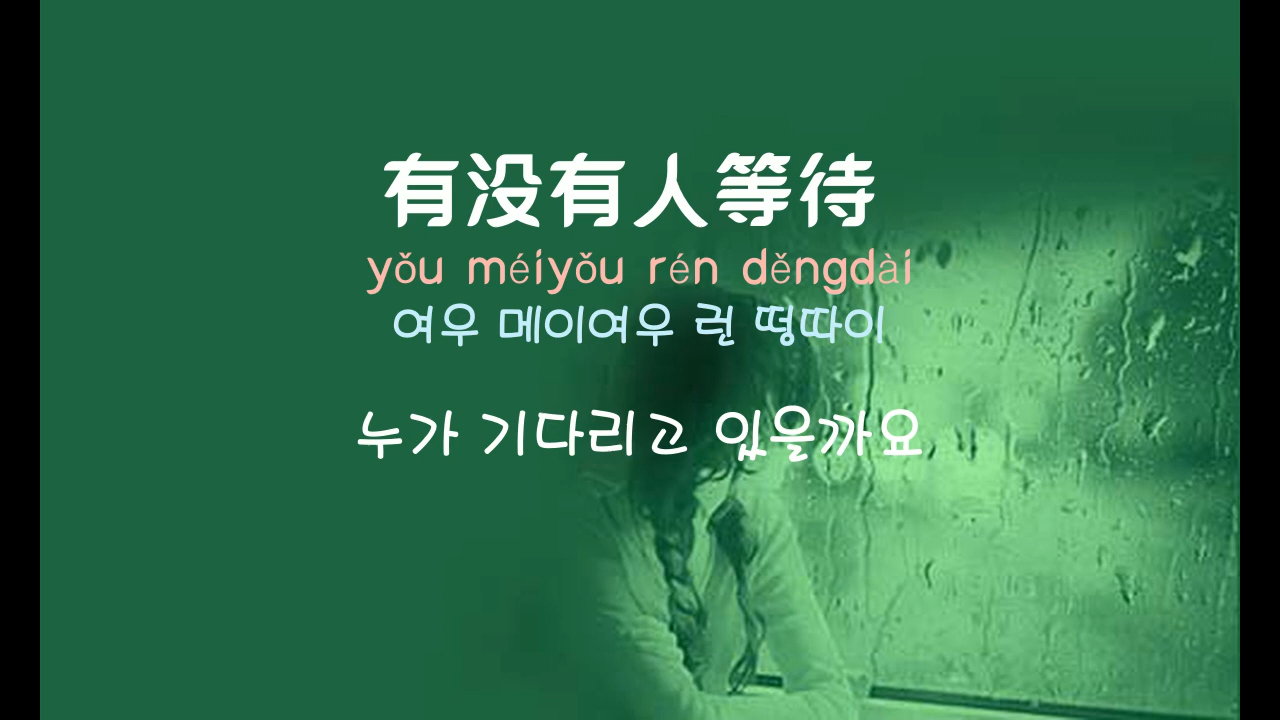 有没有人等待
yǒu méiyǒu rén děngdài
여우 메이여우 런 떵따이
누가 기다리고 있을까요